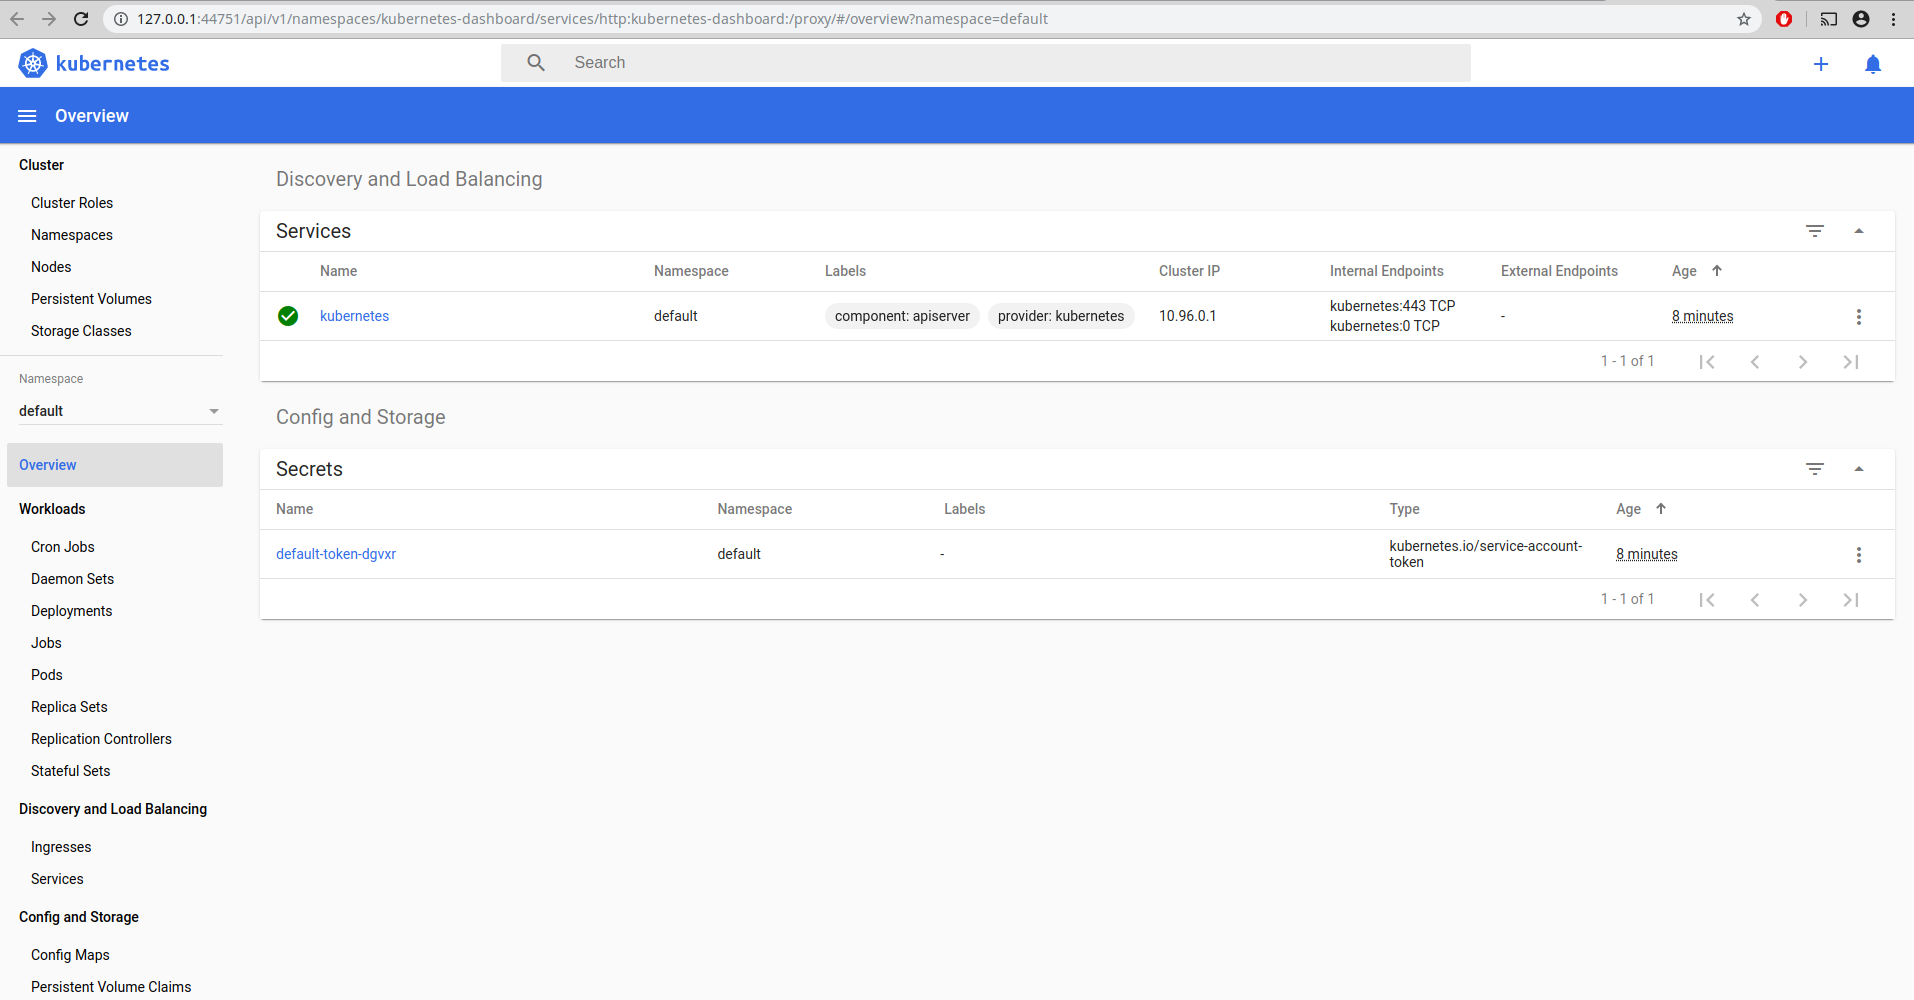 127.0.0.1:44751/api/v1/namespaces/kubernetes-dashboard/services/http:kubernetes-dashboard:/proxy/#/overview?namespace=default
kubernetes
Search
Overview
Cluster
Cluster Roles
Namespaces
Nodes
Persistent Volumes
Storage Classes
Namespace
default
Overview
Workloads
Cron Jobs
Daemon Sets
Deployments
Jobs
Pods
Replica Sets
Replication Controllers
Stateful Sets
Discovery and Load Balancing
Ingresses
Services
Config and Storage
Config Maps
Persistent Volume Claims
Discovery and Load Balancing
Services
Name Namespace Labels Cluster IP Internal Endpoints External Endpoints Age
kubernetes default component: apiserver provider: kubernetes 10.96.0.1 kubernetes:443 TCP - 8 minutes
kubernetes:0 TCP
1 - 1 of 1
Config and Storage
Secrets
Name Namespace Labels Type Age
default-token-dgvxr default - kubernetes.io/service-account- 8 minutes
token
1 - 1 of 1